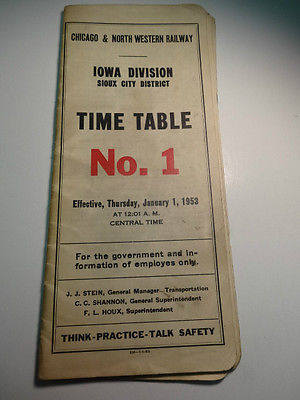 CHICAGO & NORTH WESTERN RAILWAY
IOWA DIVISION
SIOUX CITY DISTRICT
TIME TABLE
No. 1
Effective, Thursday, January 1, 1953
AT 12:01 A. M.
CENTRAL TIME
For the government and in-
formation of employes only.
J. J. STEIN, General Manager—Transportation
C. C. SHANNON, General Superintendent
F. L. HOUX, Superintendent
THINK-PRACTICE-TALK SAFETY